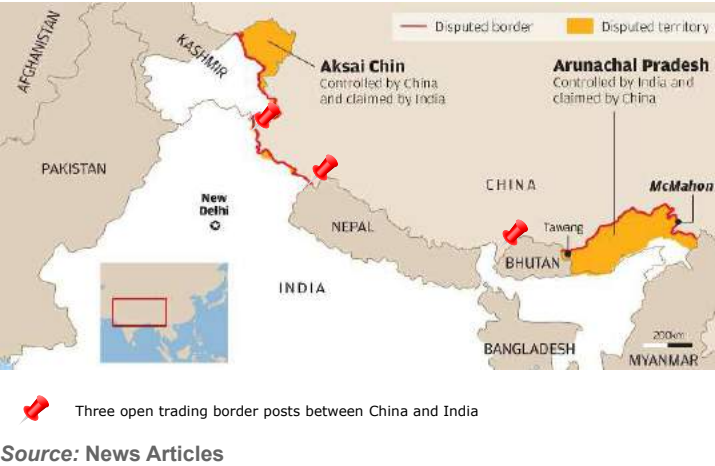 Disputed border
Disputed territory
AFGHANISTAN
KASHMIR
Aksai Chin
Controlled by China
and claimed by India
Arunachal Pradesh
Controlled by India and
claimed by China
PAKISTAN
CHINA
McMahon
New
Delhi
NEPAL
Tawang
BHUTAN
INDIA
200km
BANGLADESH
MYANMAR
Three open trading border posts between China and India
Source: News Articles